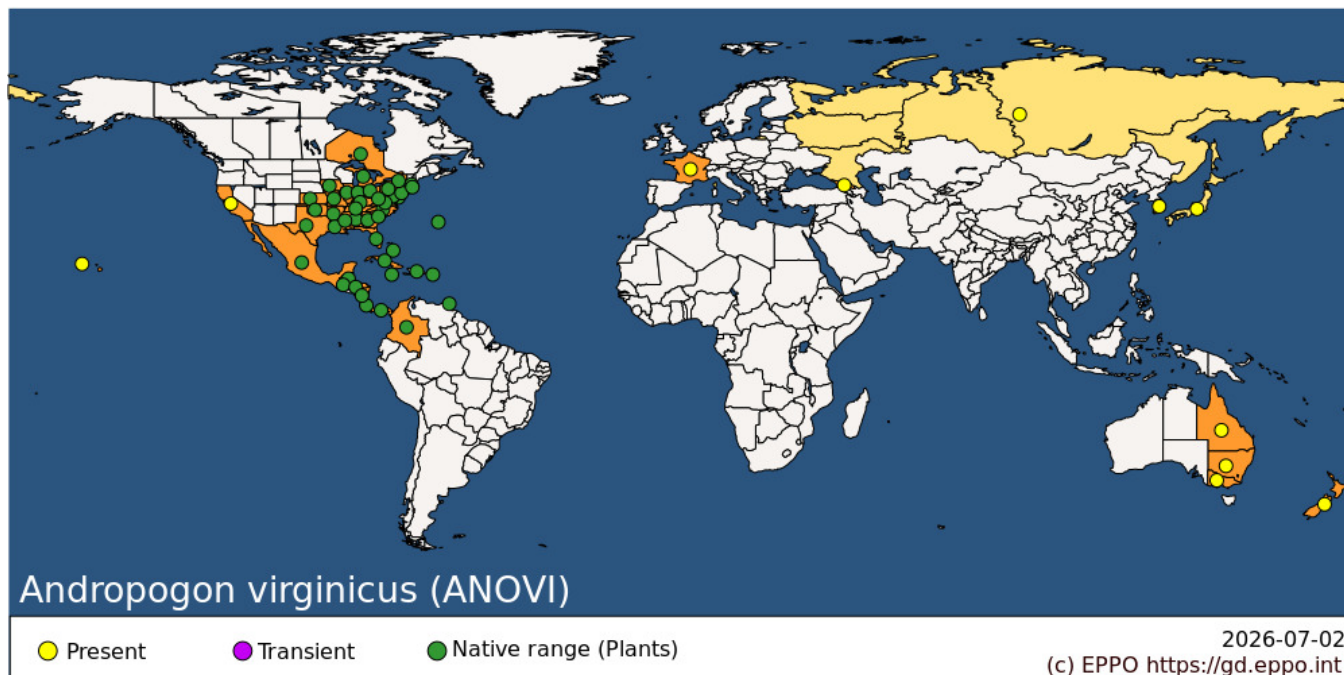 Andropogon virginicus (ANOVI)
Present
Transient
Native range (Plants)
2026-07-02
(c) EPPO https://gd.eppo.int